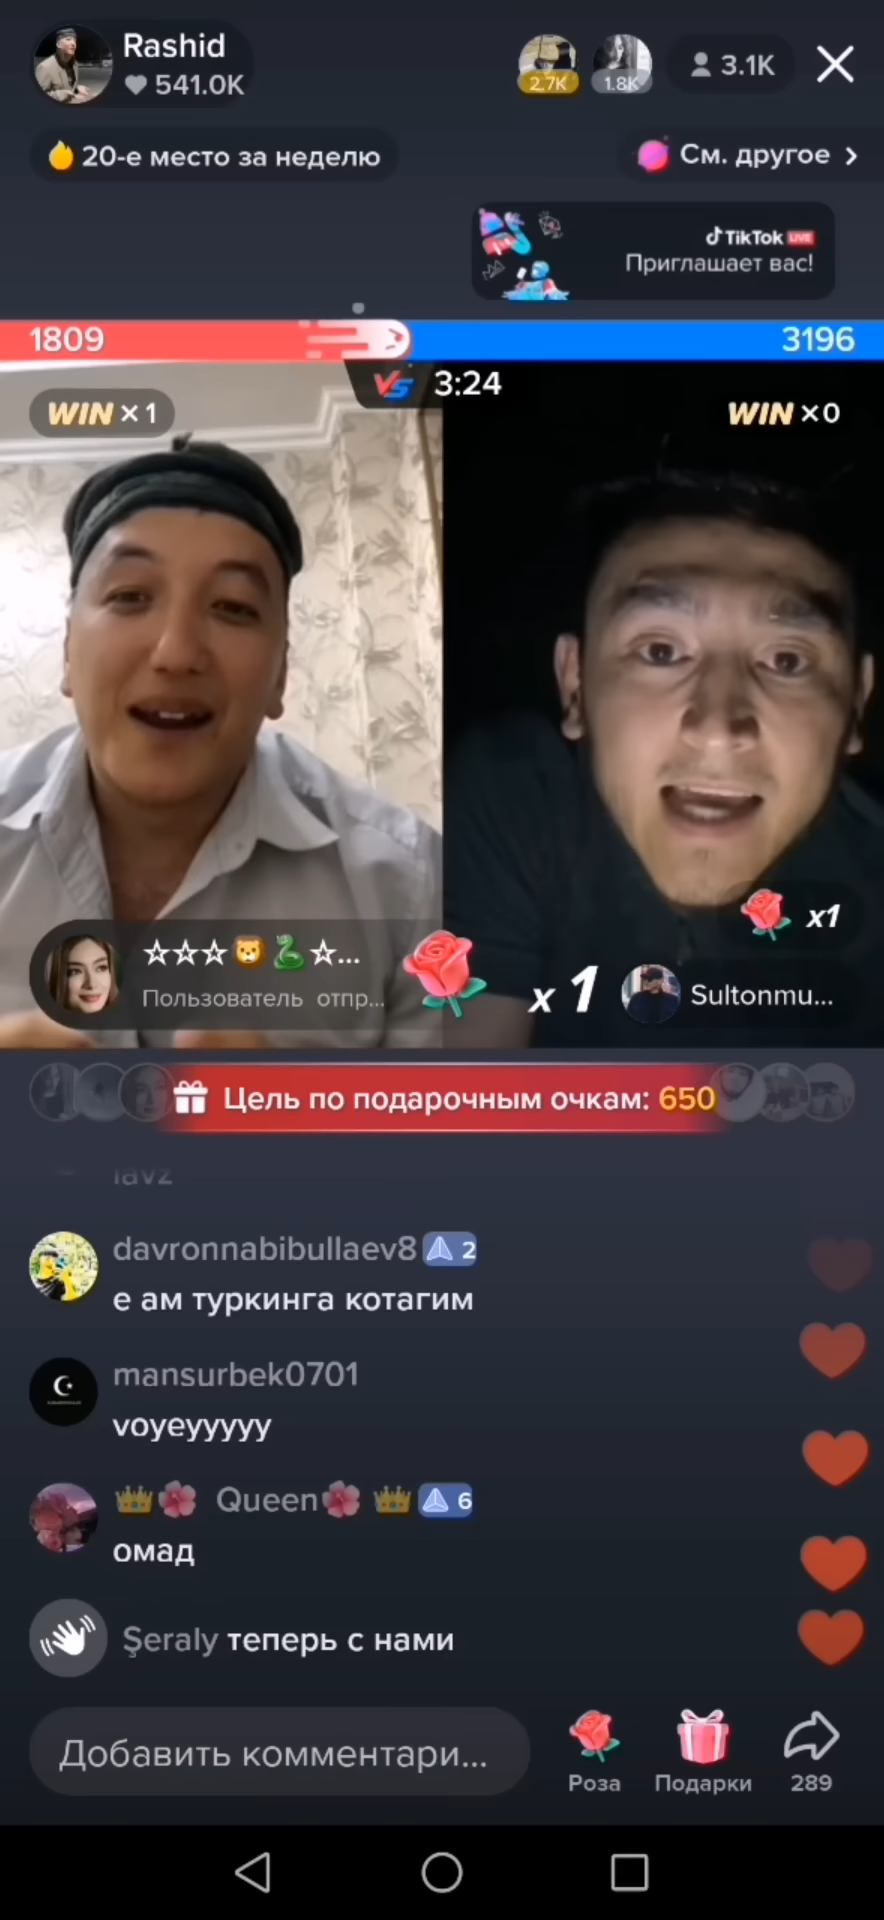 Rashid
541.0K
2.7K
1.8K
3.1K
20-е место за неделю
См. другое
TikTok LIVE
Приглашает вас!
1809
3196
VS 3:24
WIN ×1
WIN ×0
x1
☆☆☆🦁🐍☆...
Пользователь отпр...
x 1
Sultonmu...
Цель по подарочным очкам: 650
davronnabibullaev8 2
е ам туркинга котагим
mansurbek0701
voyeyyyyy
👑🌺 Queen🌺 👑 6
омад
Şeraly теперь с нами
Добавить комментари...
Роза
Подарки
289